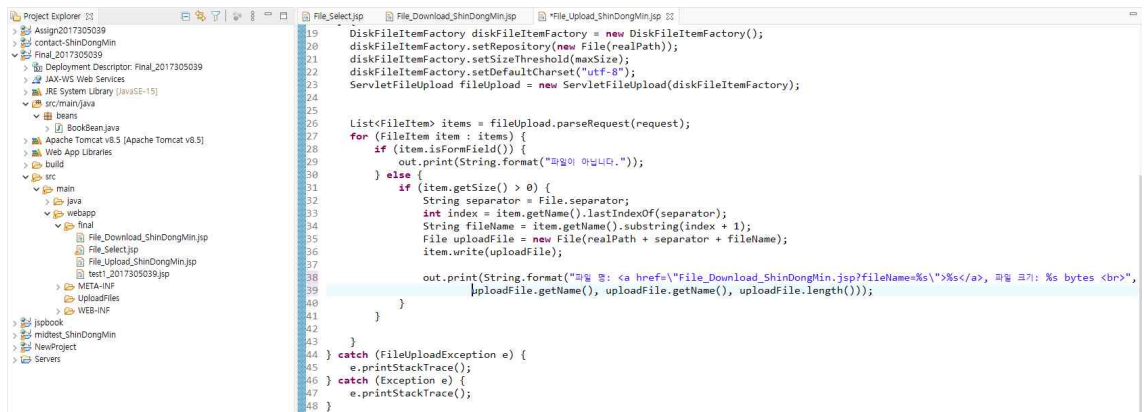 Project Explorer
Assign2017305039
contact-ShinDongMin
Final_2017305039
Deployment Descriptor: Final_2017305039
JAX-WS Web Services
JRE System Library [JavaSE-15]
src/main/java
beans
BookBean.java
Apache Tomcat v8.5 [Apache Tomcat v8.5]
Web App Libraries
build
src
main
java
webapp
final
File_Download_ShinDongMin.jsp
File_Select.jsp
File_Upload_ShinDongMin.jsp
test1_2017305039.jsp
META-INF
UploadFiles
WEB-INF
jspbook
midtest_ShinDongMin
NewProject
Servers
File_Select.jsp File_Download_ShinDongMin.jsp *File_Upload_ShinDongMin.jsp
19 DiskFileItemFactory diskFileItemFactory = new DiskFileItemFactory();
20 diskFileItemFactory.setRepository(new File(realPath));
21 diskFileItemFactory.setSizeThreshold(maxSize);
22 diskFileItemFactory.setDefaultCharset("utf-8");
23 ServletFileUpload fileUpload = new ServletFileUpload(diskFileItemFactory);
24
25
26 List<FileItem> items = fileUpload.parseRequest(request);
27 for (FileItem item : items) {
28 if (item.isFormField()) {
29 out.print(String.format("파일이 아닙니다."));
30 } else {
31 if (item.getSize() > 0) {
32 String separator = File.separator;
33 int index = item.getName().lastIndexOf(separator);
34 String fileName = item.getName().substring(index + 1);
35 File uploadFile = new File(realPath + separator + fileName);
36 item.write(uploadFile);
37
38 out.print(String.format("파일 명: <a href=\"File_Download_ShinDongMin.jsp?fileName=%s\">%s</a>, 파일 크기: %s bytes <br>",
39 uploadFile.getName(), uploadFile.getName(), uploadFile.length()));
40 }
41 }
42
43 }
44 } catch (FileUploadException e) {
45 e.printStackTrace();
46 } catch (Exception e) {
47 e.printStackTrace();
48 }